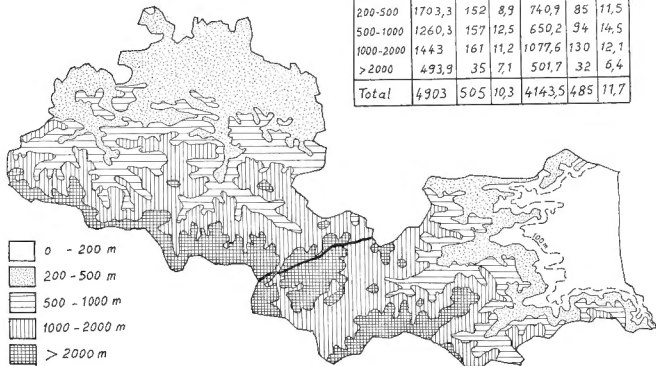 200-500 1703,3 152 8,9 740,9 85 11,5
500-1000 1260,3 157 12,5 650,2 94 14,5
1000-2000 1443 161 11,2 1077,6 130 12,1
>2000 493,9 35 7,1 501,7 32 6,4
Total 4903 505 10,3 4143,5 485 11,7
100m
0 - 200 m
200 - 500 m
500 - 1000 m
1000 - 2000 m
> 2000 m